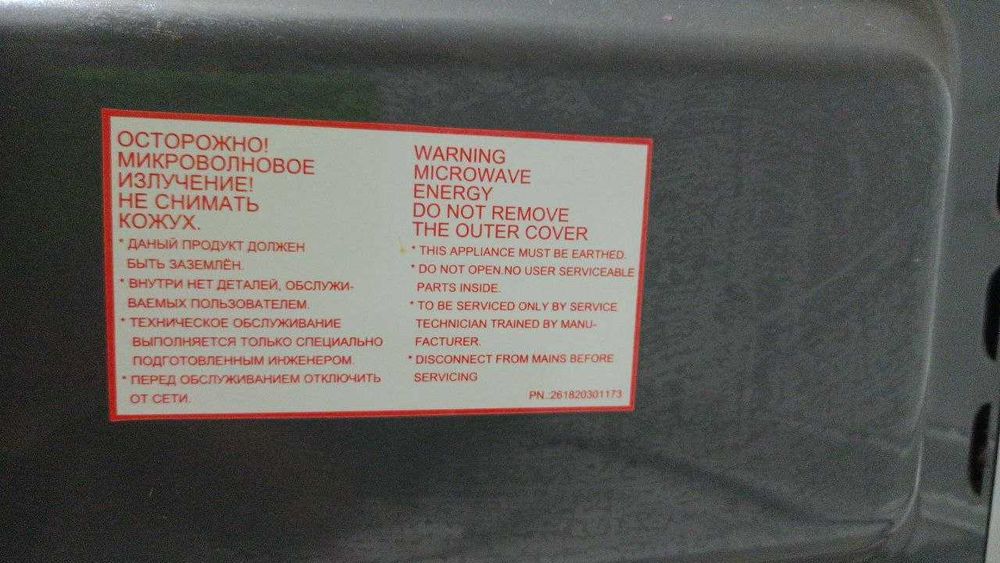 ОСТОРОЖНО!
МИКРОВОЛНОВОЕ
ИЗЛУЧЕНИЕ!
НЕ СНИМАТЬ
КОЖУХ.
* ДАНЫЙ ПРОДУКТ ДОЛЖЕН
БЫТЬ ЗАЗЕМЛЁН.
* ВНУТРИ НЕТ ДЕТАЛЕЙ, ОБСЛУЖИ-
ВАЕМЫХ ПОЛЬЗОВАТЕЛЕМ.
* ТЕХНИЧЕСКОЕ ОБСЛУЖИВАНИЕ
ВЫПОЛНЯЕТСЯ ТОЛЬКО СПЕЦИАЛЬНО
ПОДГОТОВЛЕННЫМ ИНЖЕНЕРОМ.
* ПЕРЕД ОБСЛУЖИВАНИЕМ ОТКЛЮЧИТЬ
ОТ СЕТИ.
WARNING
MICROWAVE
ENERGY
DO NOT REMOVE
THE OUTER COVER
* THIS APPLIANCE MUST BE EARTHED.
* DO NOT OPEN.NO USER SERVICEABLE
PARTS INSIDE.
* TO BE SERVICED ONLY BY SERVICE
TECHNICIAN TRAINED BY MANU-
FACTURER.
* DISCONNECT FROM MAINS BEFORE
SERVICING
PN.:261820301173